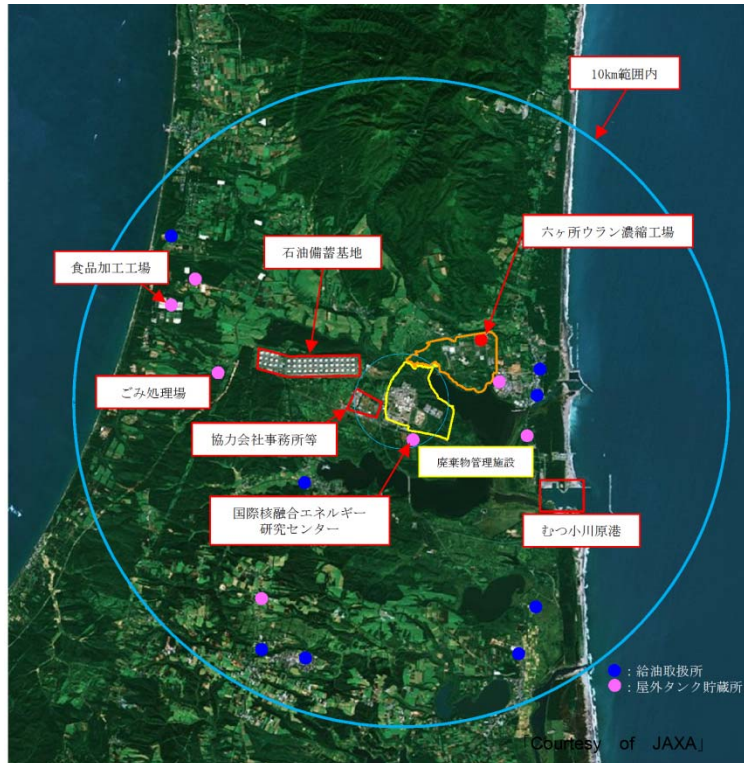 10km範囲内
六ヶ所ウラン濃縮工場
石油備蓄基地
食品加工工場
ごみ処理場
協力会社事務所等
廃棄物管理施設
国際核融合エネルギー
研究センター
むつ小川原港
：給油取扱所
：屋外タンク貯蔵所
「Courtesy of JAXA」